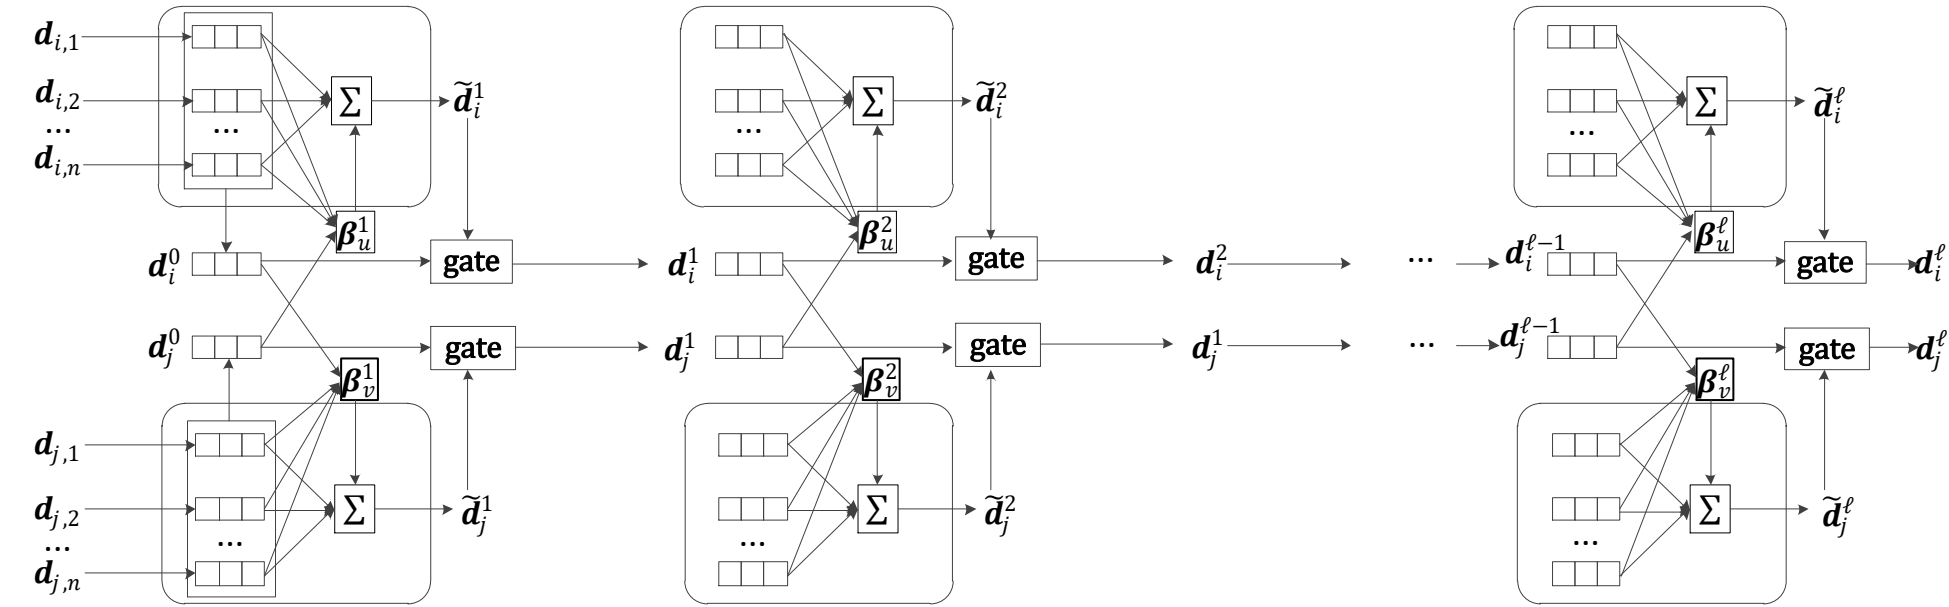 d_{i,1}
d_{i,2}
...
d_{i,n}
...
Σ
β_u^1
d̃_i^1
d_i^0
gate
d_j^0
gate
β_v^1
d_{j,1}
d_{j,2}
...
d_{j,n}
...
Σ
d̃_j^1
...
Σ
β_u^2
d̃_i^2
d_i^1
gate
d_i^2
...
d_j^1
gate
d_j^1
...
β_v^2
...
Σ
d̃_j^2
...
Σ
β_u^ℓ
d̃_i^ℓ
d_i^{ℓ-1}
gate
d_i^ℓ
d_j^{ℓ-1}
gate
d_j^ℓ
β_v^ℓ
...
Σ
d̃_j^ℓ